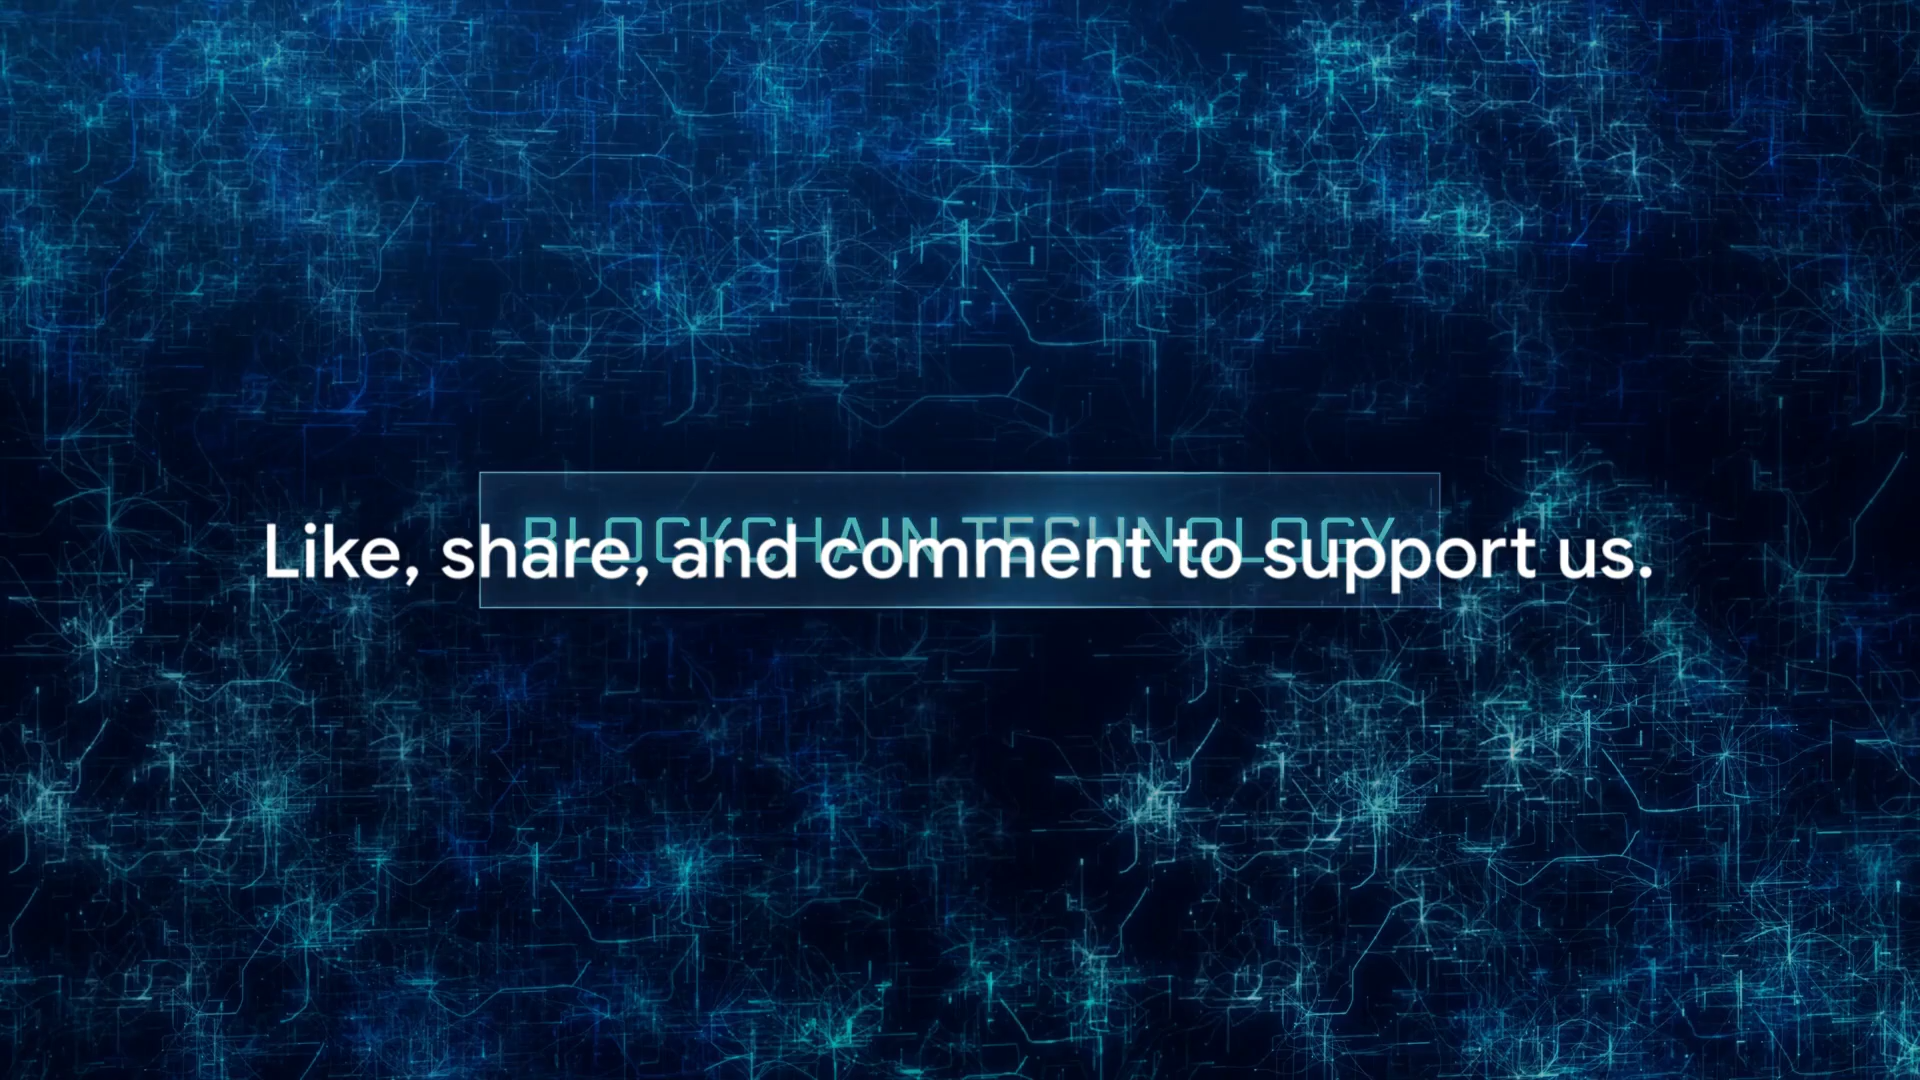 BLOCKCHAIN TECHNOLOGY
Like, share, and comment to support us.